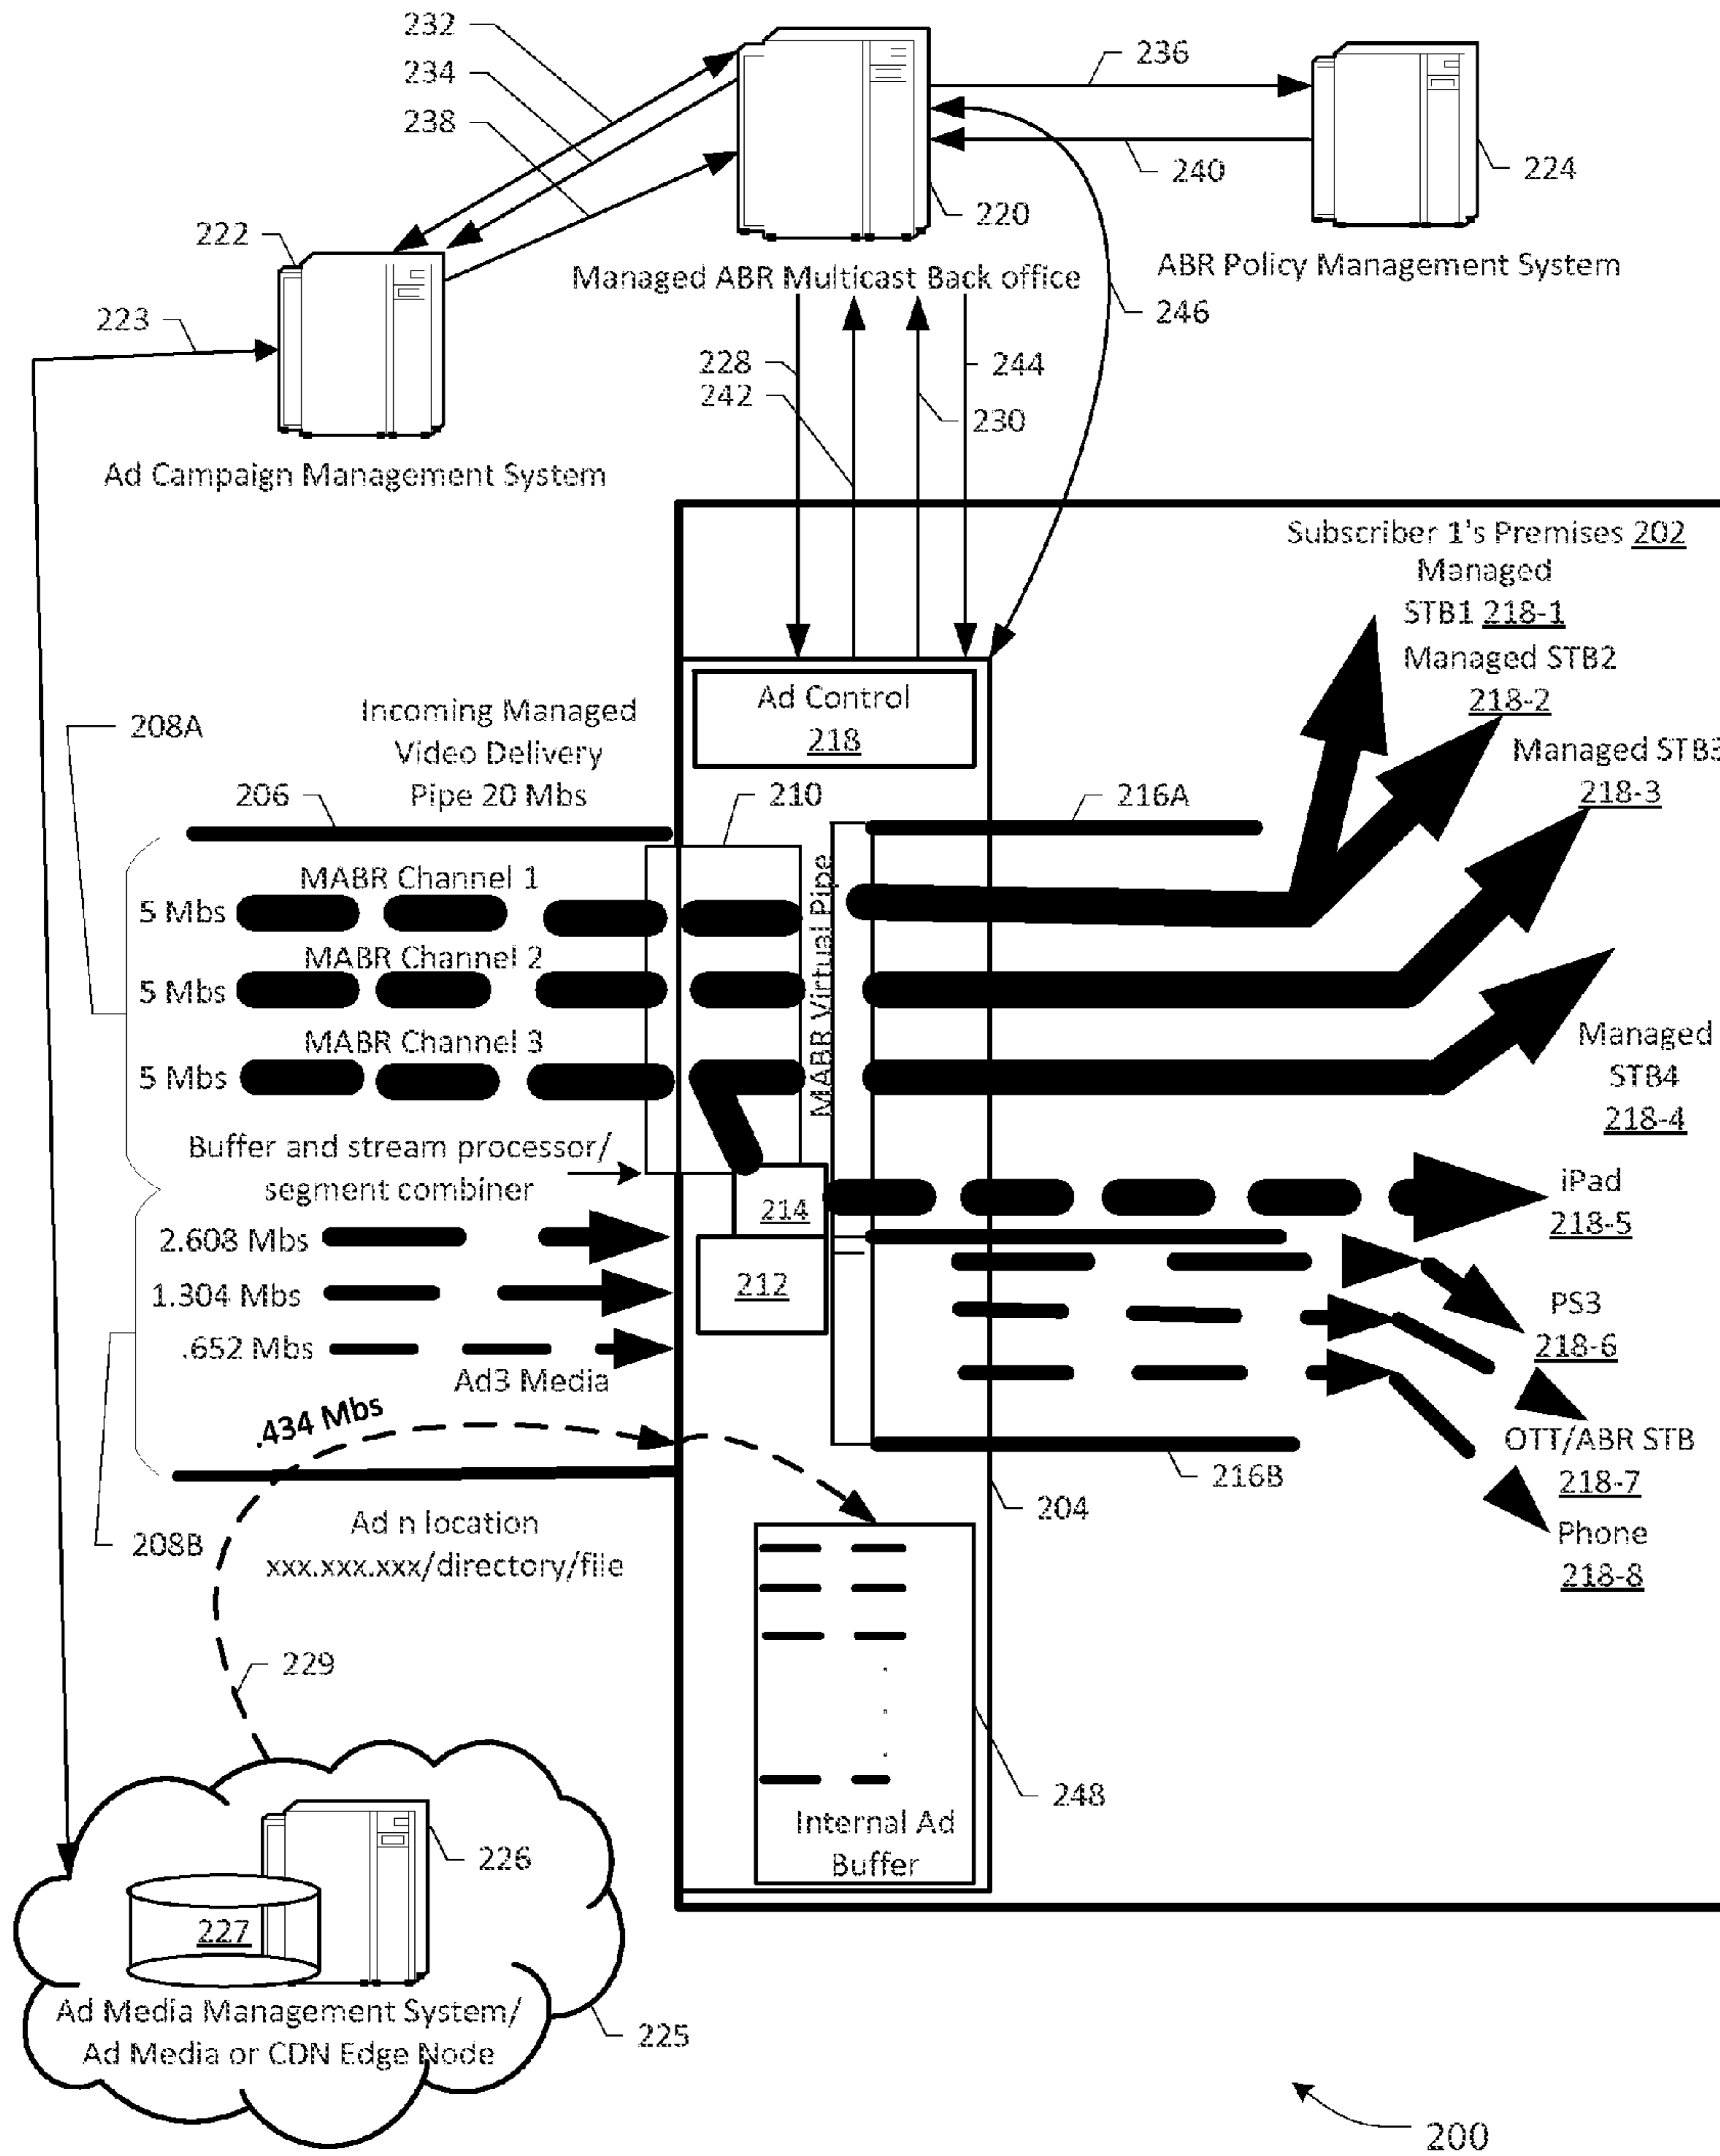 232
234
238
236
240
224
220
222
223
246
Managed ABR Multicast Back office
ABR Policy Management System
228
242
244
230
Ad Campaign Management System
Subscriber 1's Premises 202
Managed
STB1 218-1
Managed STB2
218-2
Managed STB3
218-3
Ad Control
218
208A
Incoming Managed
Video Delivery
Pipe 20 Mbs
206
210
216A
MABR Virtual Pipe
MABR Channel 1
5 Mbs
MABR Channel 2
5 Mbs
MABR Channel 3
5 Mbs
Managed
STB4
218-4
Buffer and stream processor/
segment combiner
214
iPad
218-5
2.608 Mbs
212
1.304 Mbs
PS3
218-6
.652 Mbs
Ad3 Media
.434 Mbs
OTT/ABR STB
218-7
216B
204
208B
Ad n location
xxx.xxx.xxx/directory/file
Phone
218-8
229
248
Internal Ad
Buffer
226
227
Ad Media Management System/
Ad Media or CDN Edge Node
225
200